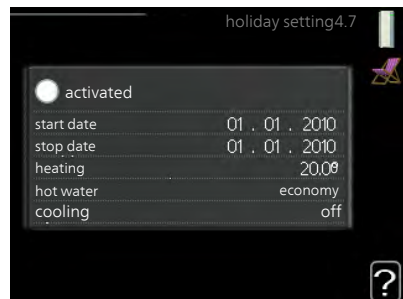 holiday setting4.7
activated
start date 01 . 01 . 2010
stop date 01 . 01 . 2010
heating 20.0°
hot water economy
cooling off
?